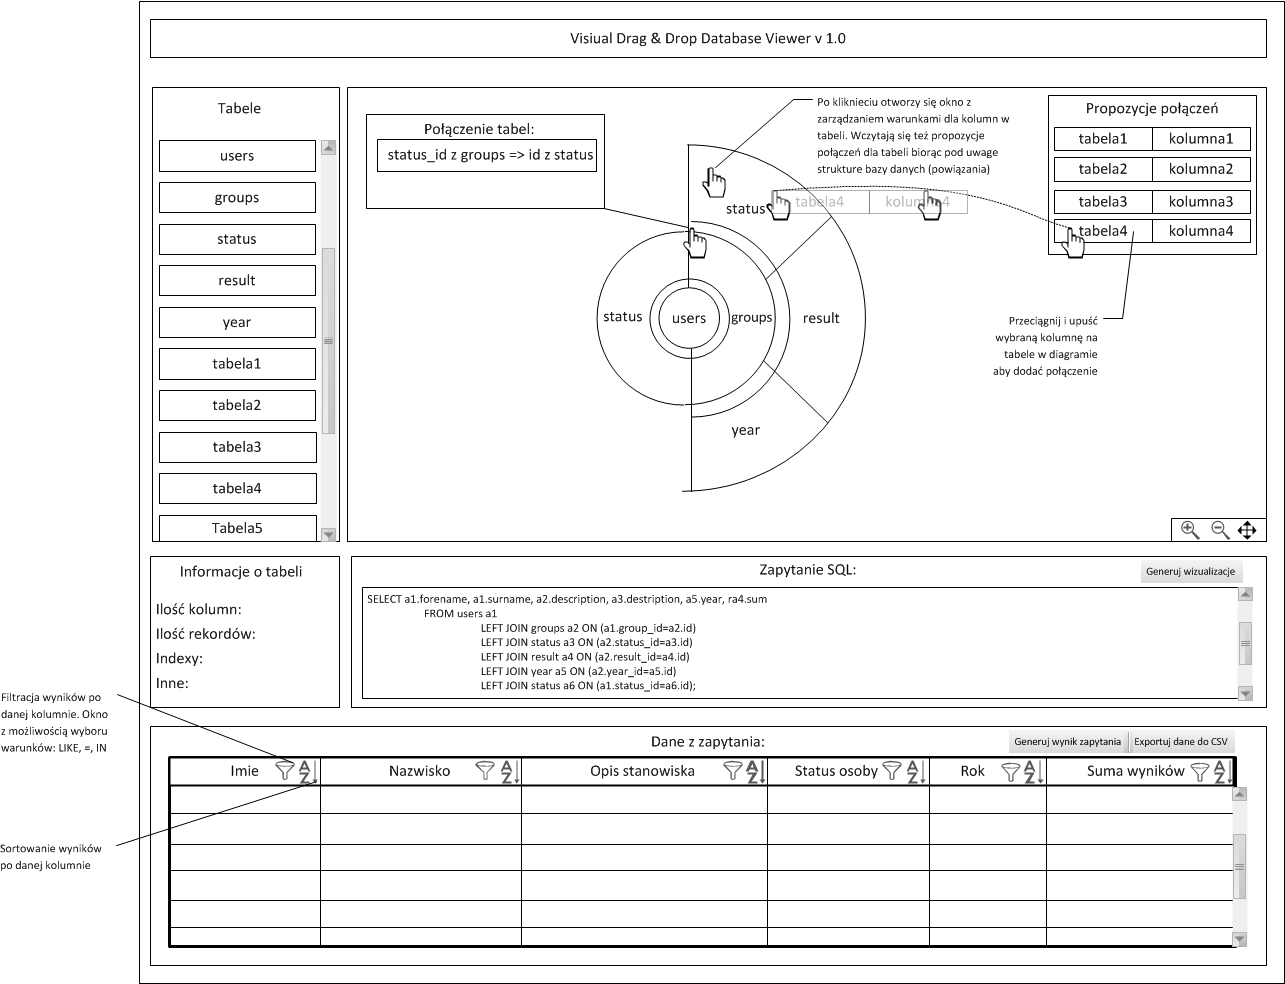 Visiual Drag & Drop Database Viewer v 1.0
Tabele
users
groups
status
result
year
tabela1
tabela2
tabela3
tabela4
Tabela5
Połączenie tabel:
status_id z groups => id z status
Po kliknieciu otworzy się okno z
zarządzaniem warunkami dla kolumn w
tabeli. Wczytają się też propozycje
połączeń dla tabeli biorąc pod uwage
strukture bazy danych (powiązania)
status
tabela4
status
users
groups
result
year
Propozycje połączeń
tabela1 kolumna1
tabela2 kolumna2
tabela3 kolumna3
tabela4 kolumna4
Przeciągnij i upuść
wybraną kolumnę na
tabele w diagramie
aby dodać połączenie
Informacje o tabeli
Ilość kolumn:
Ilość rekordów:
Indexy:
Inne:
Zapytanie SQL:
Generuj wizualizacje
SELECT a1.forename, a1.surname, a2.description, a3.destription, a5.year, ra4.sum
FROM users a1
LEFT JOIN groups a2 ON (a1.group_id=a2.id)
LEFT JOIN status a3 ON (a2.status_id=a3.id)
LEFT JOIN result a4 ON (a2.result_id=a4.id)
LEFT JOIN year a5 ON (a2.year_id=a5.id)
LEFT JOIN status a6 ON (a1.status_id=a6.id);
Filtracja wyników po
danej kolumnie. Okno
z możliwością wyboru
warunków: LIKE, =, IN
Dane z zapytania:
Generuj wynik zapytania
Exportuj dane do CSV
Imie AZ Nazwisko AZ Opis stanowiska AZ Status osoby AZ Rok AZ Suma wyników AZ
Sortowanie wyników
po danej kolumnie